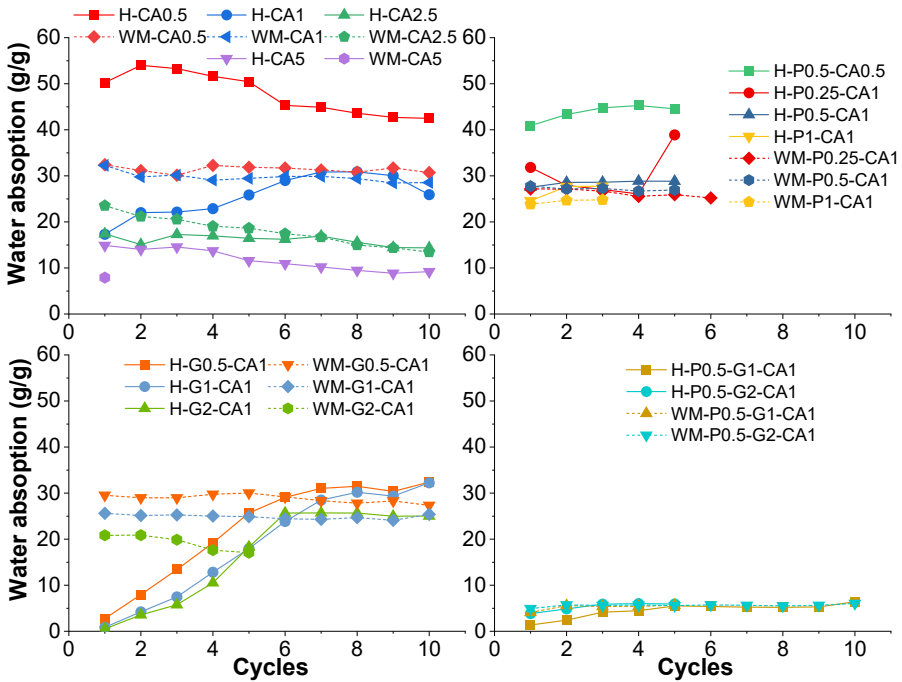 H-CA0.5 H-CA1 H-CA2.5
WM-CA0.5 WM-CA1 WM-CA2.5
H-CA5 WM-CA5
Water absoption (g/g)
60
50
40
30
20
10
0
0 2 4 6 8 10
60
50
40
30
20
10
0
0 2 4 6 8 10
H-P0.5-CA0.5
H-P0.25-CA1
H-P0.5-CA1
H-P1-CA1
WM-P0.25-CA1
WM-P0.5-CA1
WM-P1-CA1
Water absoption (g/g)
60
50
40
30
20
10
0
0 2 4 6 8 10
Cycles
H-G0.5-CA1 WM-G0.5-CA1
H-G1-CA1 WM-G1-CA1
H-G2-CA1 WM-G2-CA1
60
50
40
30
20
10
0
0 2 4 6 8 10
Cycles
H-P0.5-G1-CA1
H-P0.5-G2-CA1
WM-P0.5-G1-CA1
WM-P0.5-G2-CA1